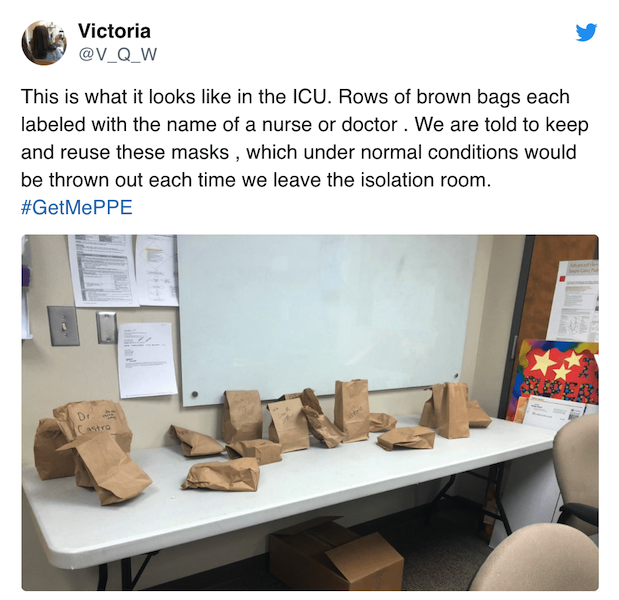 Victoria
@V_Q_W
This is what it looks like in the ICU. Rows of brown bags each
labeled with the name of a nurse or doctor . We are told to keep
and reuse these masks , which under normal conditions would
be thrown out each time we leave the isolation room.
#GetMePPE
Dr
Castro